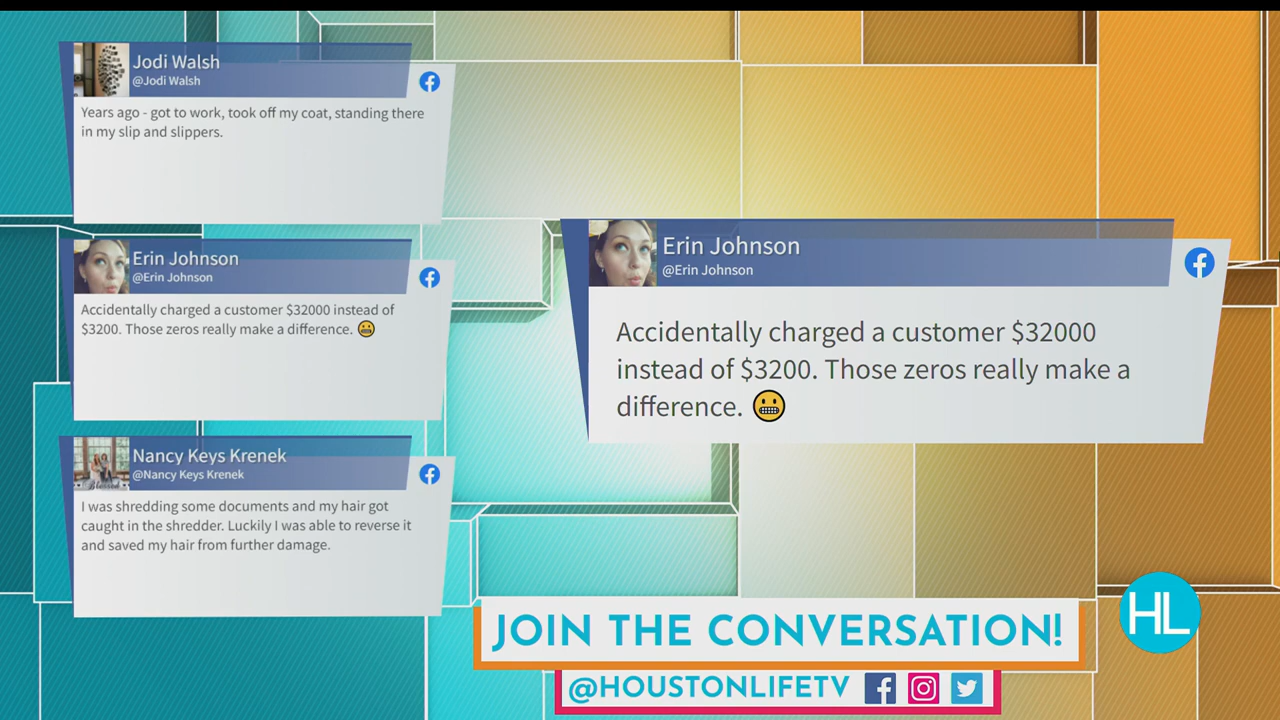 Jodi Walsh
@Jodi Walsh
Years ago - got to work, took off my coat, standing there
in my slip and slippers.
Erin Johnson
@Erin Johnson
Accidentally charged a customer $32000 instead of
$3200. Those zeros really make a difference. 😬
Nancy Keys Krenek
@Nancy Keys Krenek
Blessed
I was shredding some documents and my hair got
caught in the shredder. Luckily I was able to reverse it
and saved my hair from further damage.
Erin Johnson
@Erin Johnson
Accidentally charged a customer $32000
instead of $3200. Those zeros really make a
difference. 😬
JOIN THE CONVERSATION!
@HOUSTONLIFETV
HL